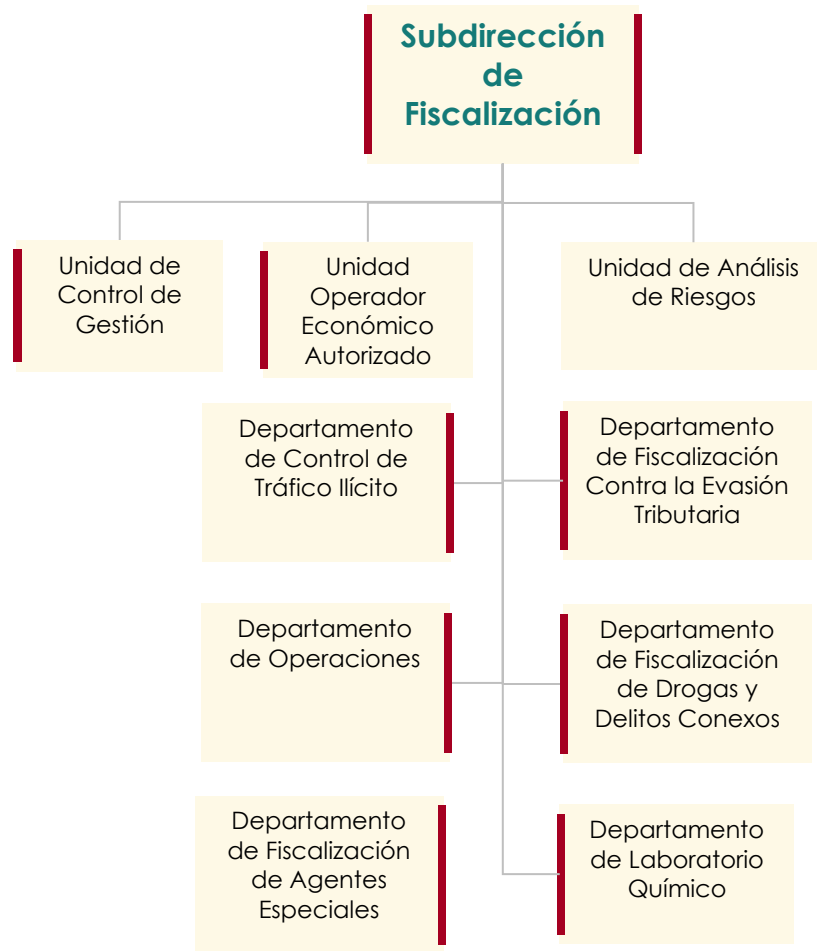 Subdirección
de
Fiscalización
Unidad de
Control de
Gestión
Unidad
Operador
Económico
Autorizado
Unidad de Análisis
de Riesgos
Departamento
de Control de
Tráfico Ilícito
Departamento
de Fiscalización
Contra la Evasión
Tributaria
Departamento
de Operaciones
Departamento
de Fiscalización
de Drogas y
Delitos Conexos
Departamento
de Fiscalización
de Agentes
Especiales
Departamento
de Laboratorio
Químico